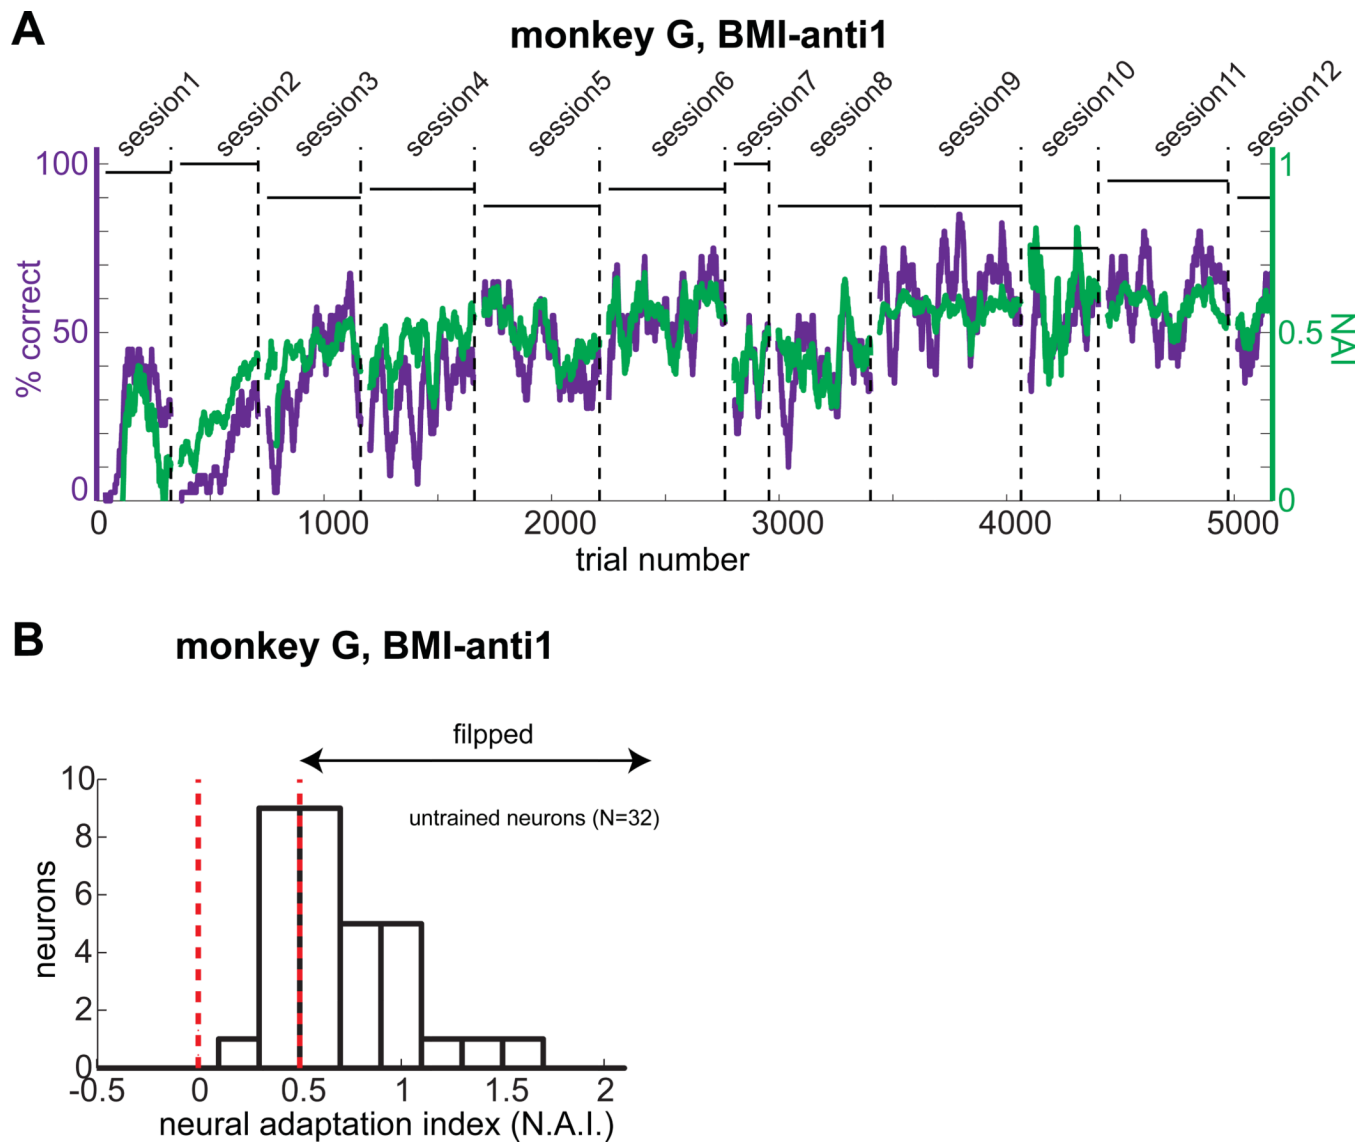 A
monkey G, BMI-anti1
session1 session2 session3 session4 session5 session6 session7 session8 session9 session10 session11 session12
100
50
0
% correct
1
0.5
0
NAI
0 1000 2000 3000 4000 5000
trial number
B
monkey G, BMI-anti1
filpped
untrained neurons (N=32)
10
8
6
4
2
0
neurons
-0.5 0 0.5 1 1.5 2
neural adaptation index (N.A.I.)